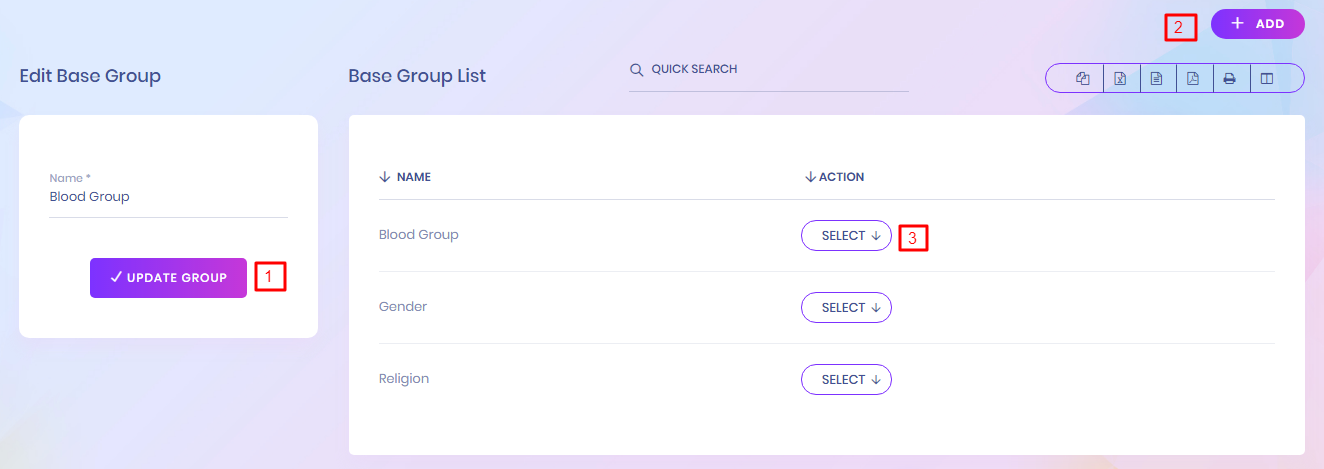 2
+ ADD
Edit Base Group
Base Group List
QUICK SEARCH
Name *
Blood Group
UPDATE GROUP
1
NAME
ACTION
Blood Group
SELECT
3
Gender
SELECT
Religion
SELECT